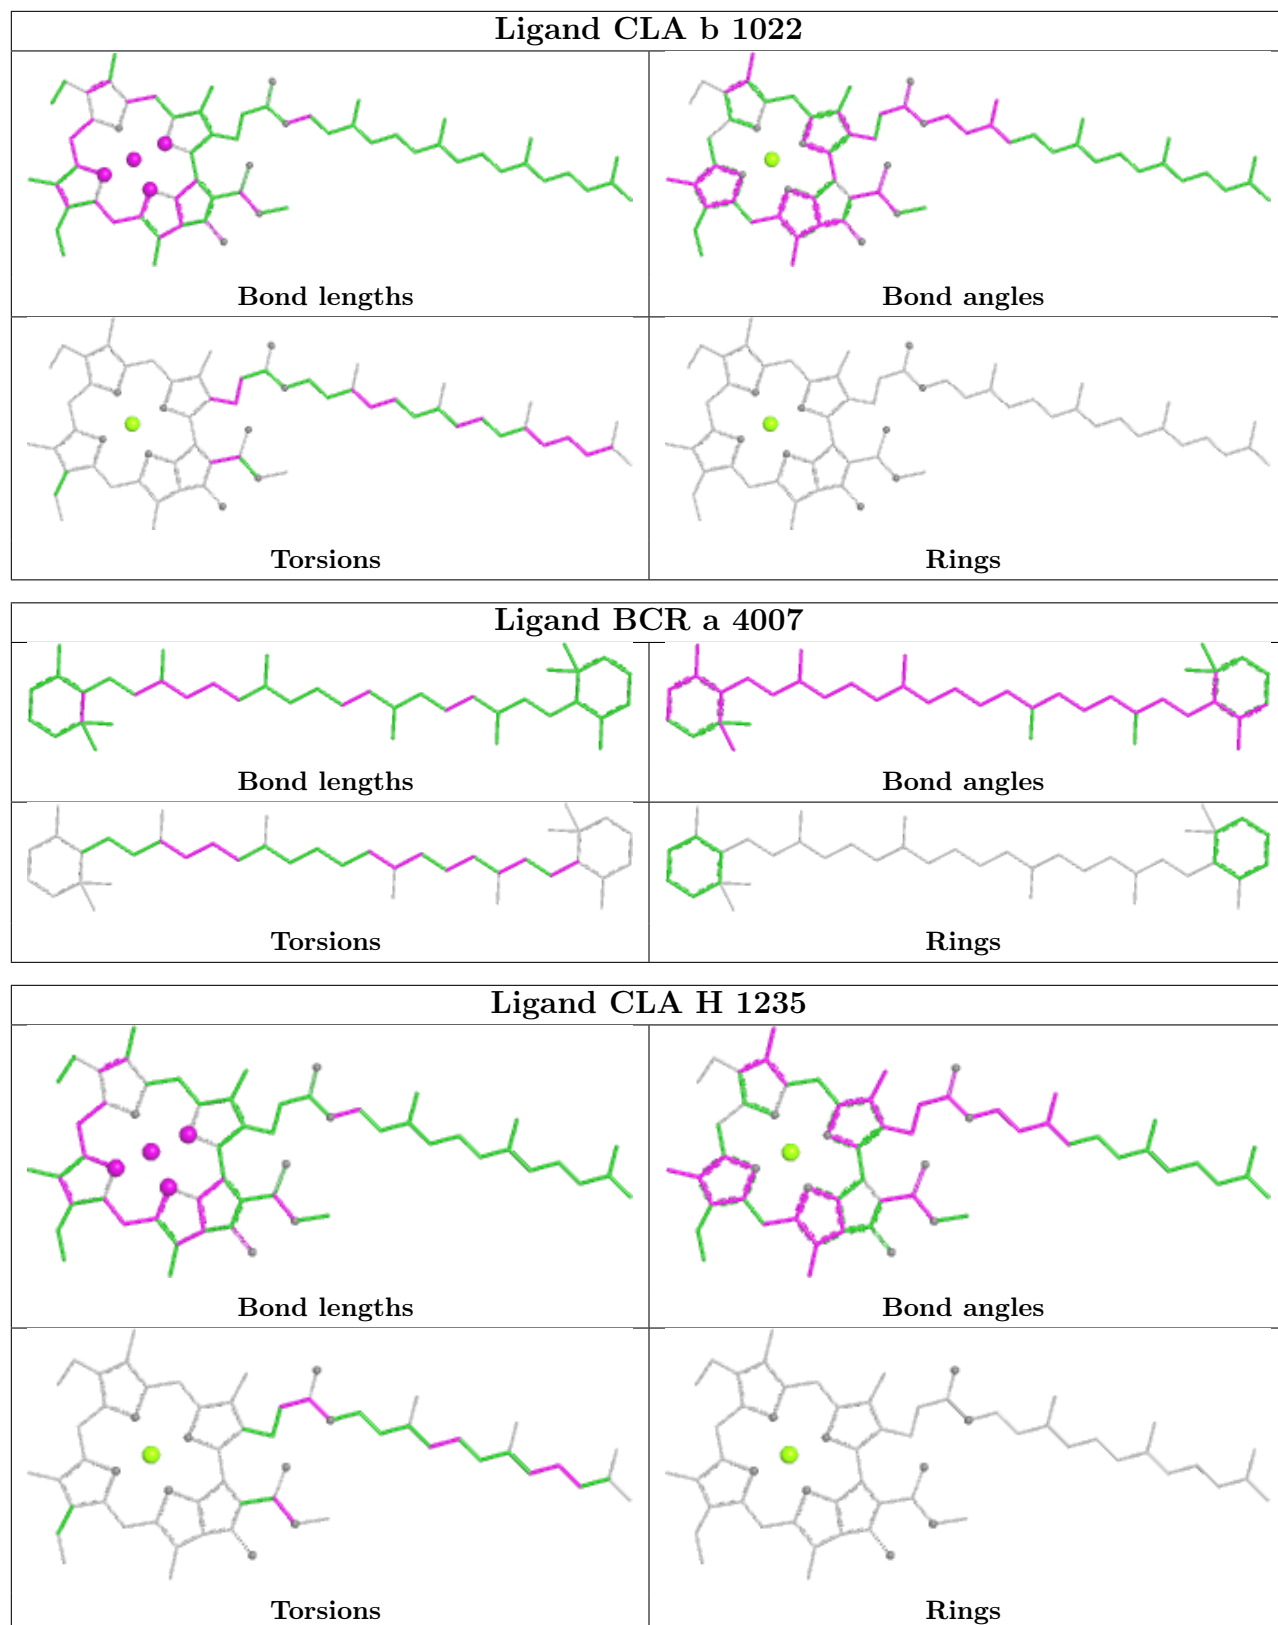 Ligand CLA b 1022
Bond lengths
Bond angles
Torsions
Rings
Ligand BCR a 4007
Bond lengths
Bond angles
Torsions
Rings
Ligand CLA H 1235
Bond lengths
Bond angles
Torsions
Rings